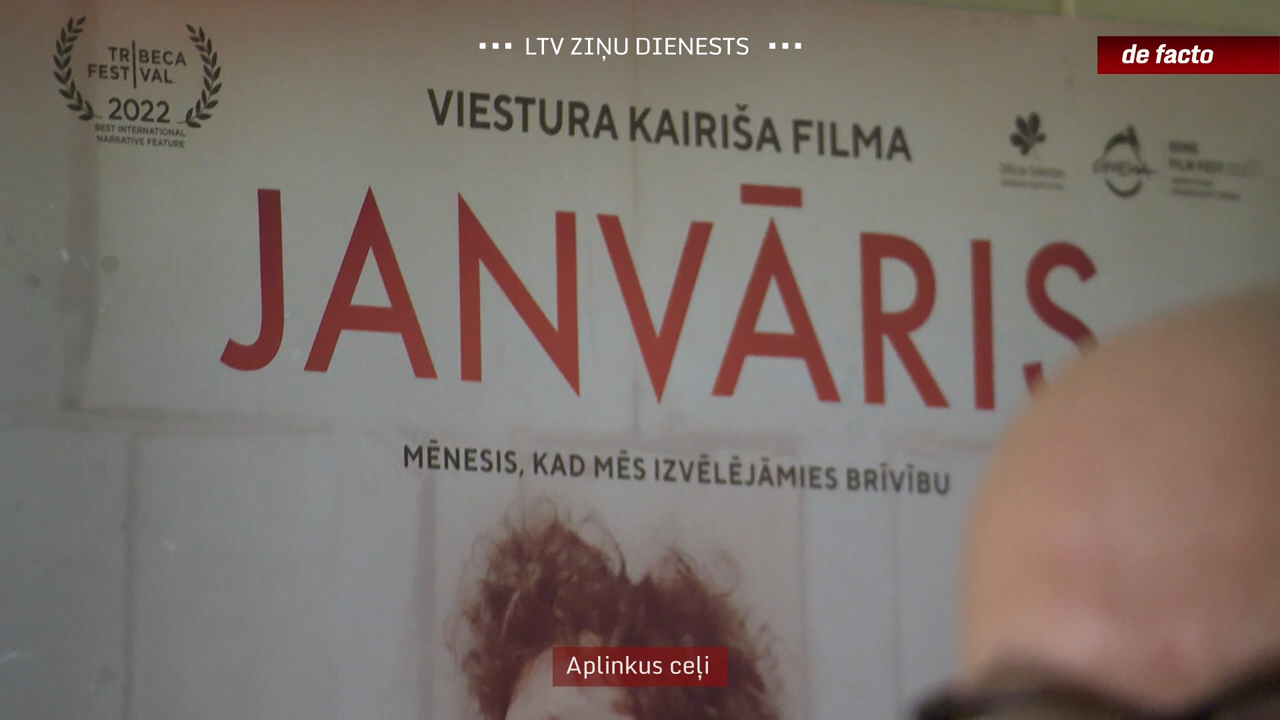 LTV ZIŅU DIENESTS
de facto
TRIBECA
FESTIVAL
2022
BEST INTERNATIONAL
NARRATIVE FEATURE
VIESTURA KAIRIŠA FILMA
JANVĀRIS
MĒNESIS, KAD MĒS IZVĒLĒJĀMIES BRĪVĪBU
Aplinkus ceļi